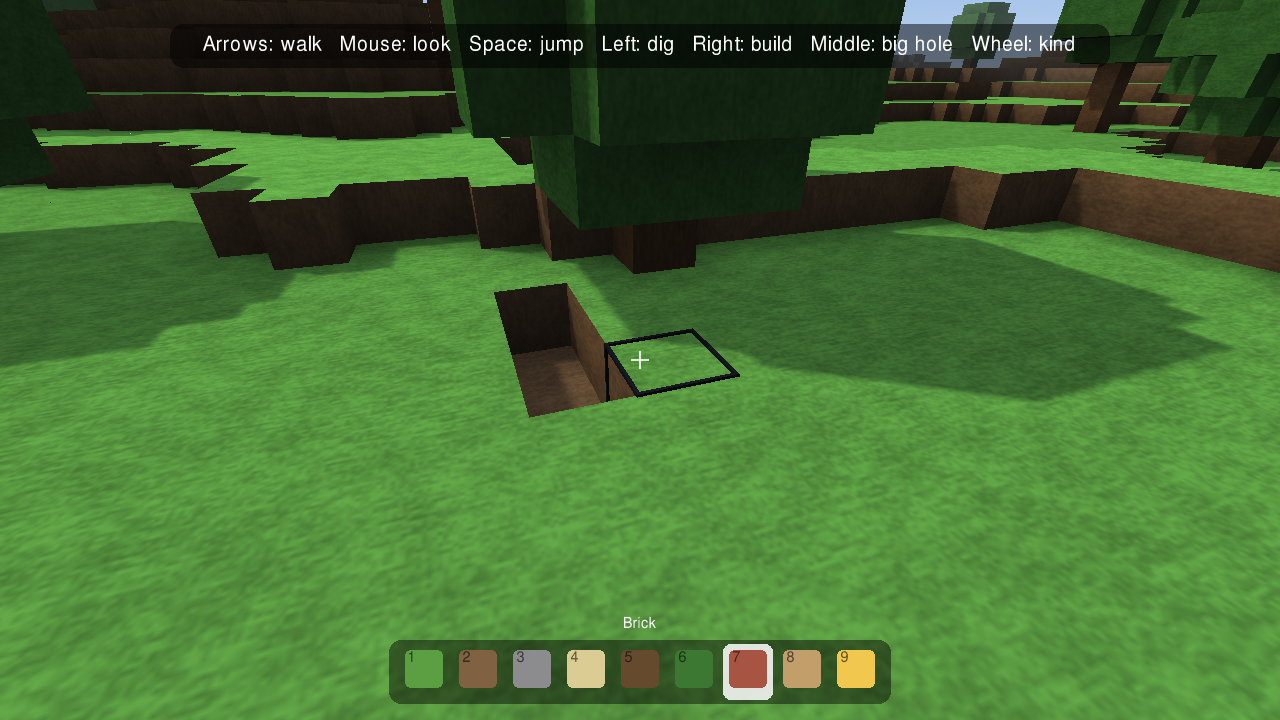 Arrows: walk Mouse: look Space: jump Left: dig Right: build Middle: big hole Wheel: kind
Brick
1 2 3 4 5 6 7 8 9